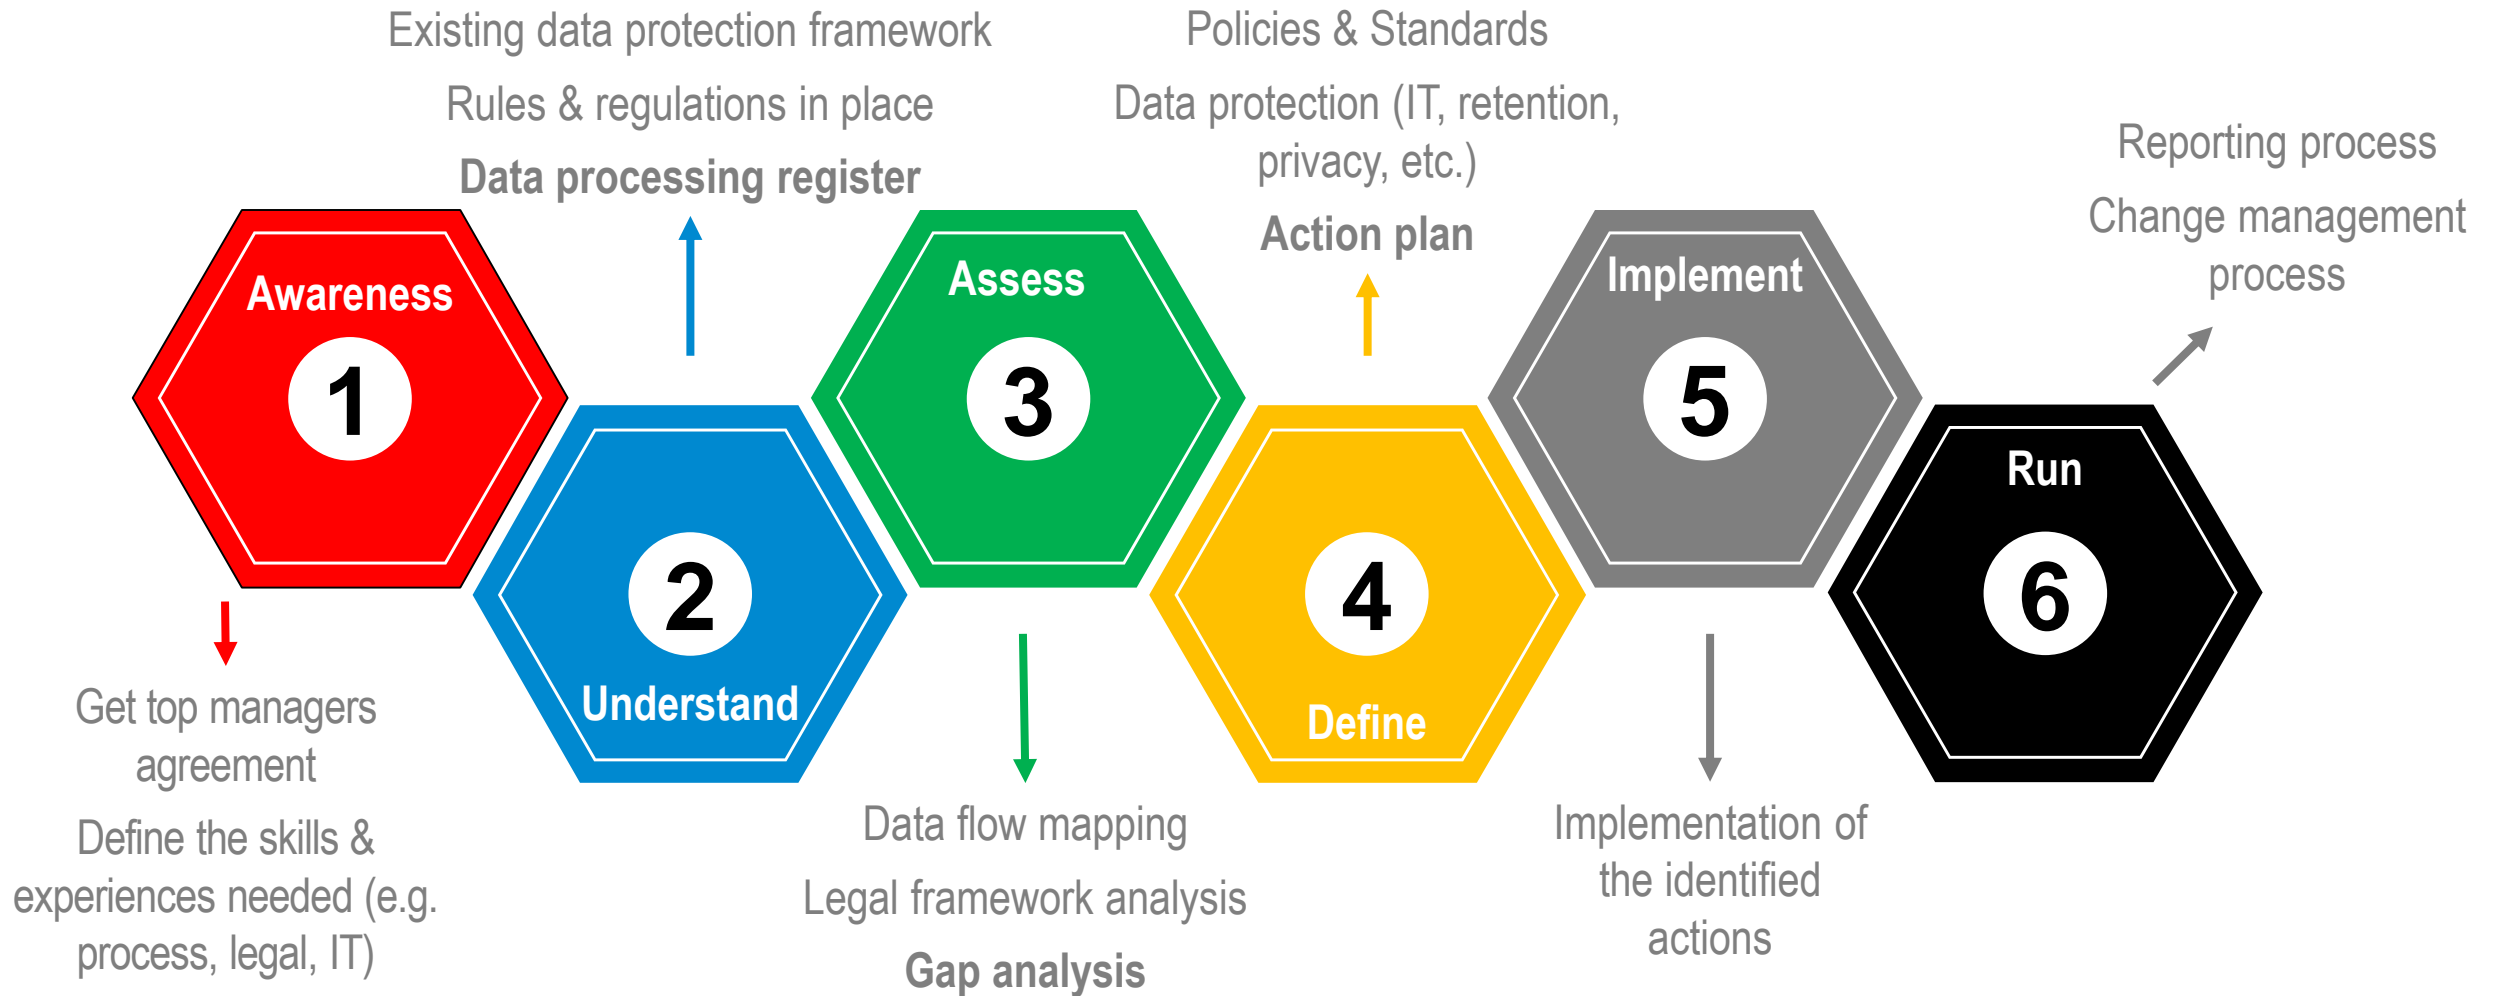 Awareness
1
Get top managers
agreement
Define the skills &
experiences needed (e.g.
process, legal, IT)
Existing data protection framework
Rules & regulations in place
Data processing register
2
Understand
Assess
3
Data flow mapping
Legal framework analysis
Gap analysis
Policies & Standards
Data protection (IT, retention,
privacy, etc.)
Action plan
4
Define
Implement
5
Implementation of
the identified
actions
Reporting process
Change management
process
Run
6